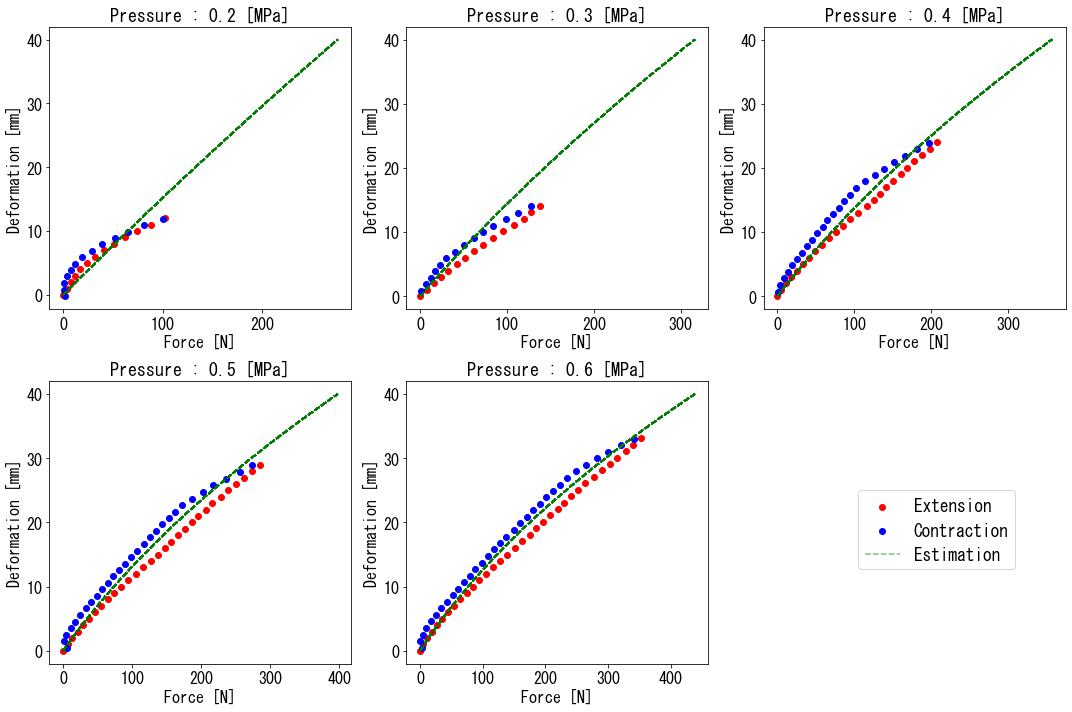 Pressure : 0.2 [MPa]
Pressure : 0.3 [MPa]
Pressure : 0.4 [MPa]
Deformation [mm]
40
30
20
10
0
0
100
200
Force [N]
Deformation [mm]
40
30
20
10
0
0
100
200
300
Force [N]
Deformation [mm]
40
30
20
10
0
0
100
200
300
Force [N]
Pressure : 0.5 [MPa]
Pressure : 0.6 [MPa]
Deformation [mm]
40
30
20
10
0
0
100
200
300
400
Force [N]
Deformation [mm]
40
30
20
10
0
0
100
200
300
400
Force [N]
Extension
Contraction
Estimation